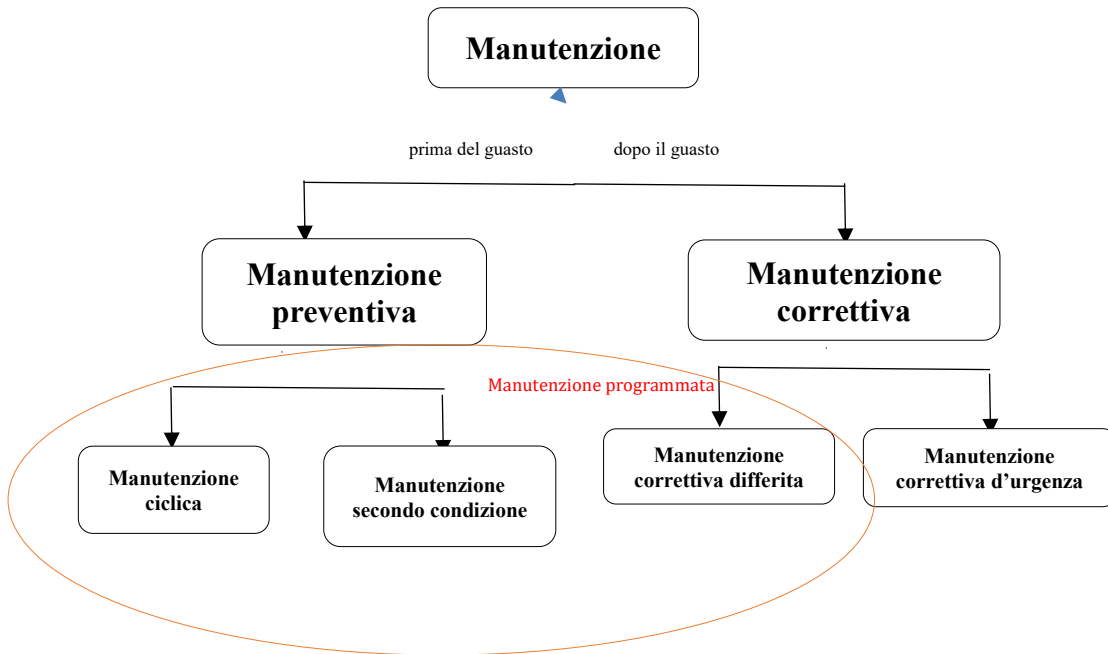 Manutenzione
prima del guasto
dopo il guasto
Manutenzione
preventiva
Manutenzione
correttiva
Manutenzione programmata
Manutenzione
ciclica
Manutenzione
secondo condizione
Manutenzione
correttiva differita
Manutenzione
correttiva d’urgenza